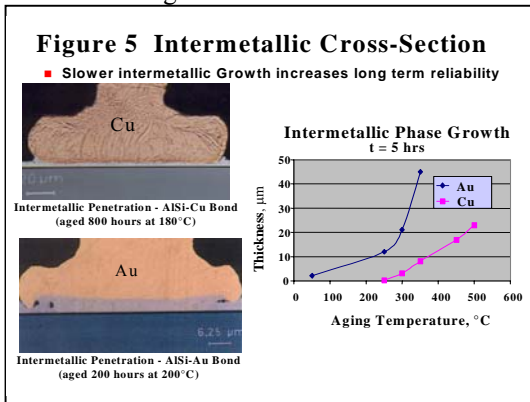 Figure 5 Intermetallic Cross-Section
Slower intermetallic Growth increases long term reliability
Cu
Intermetallic Penetration - AlSi-Cu Bond
(aged 800 hours at 180°C)
Au
6.25 µm
Intermetallic Penetration - AlSi-Au Bond
(aged 200 hours at 200°C)
Intermetallic Phase Growth
t = 5 hrs
Thickness, µm
50
40
30
20
10
0
0 100 200 300 400 500 600
Aging Temperature, °C
Au
Cu